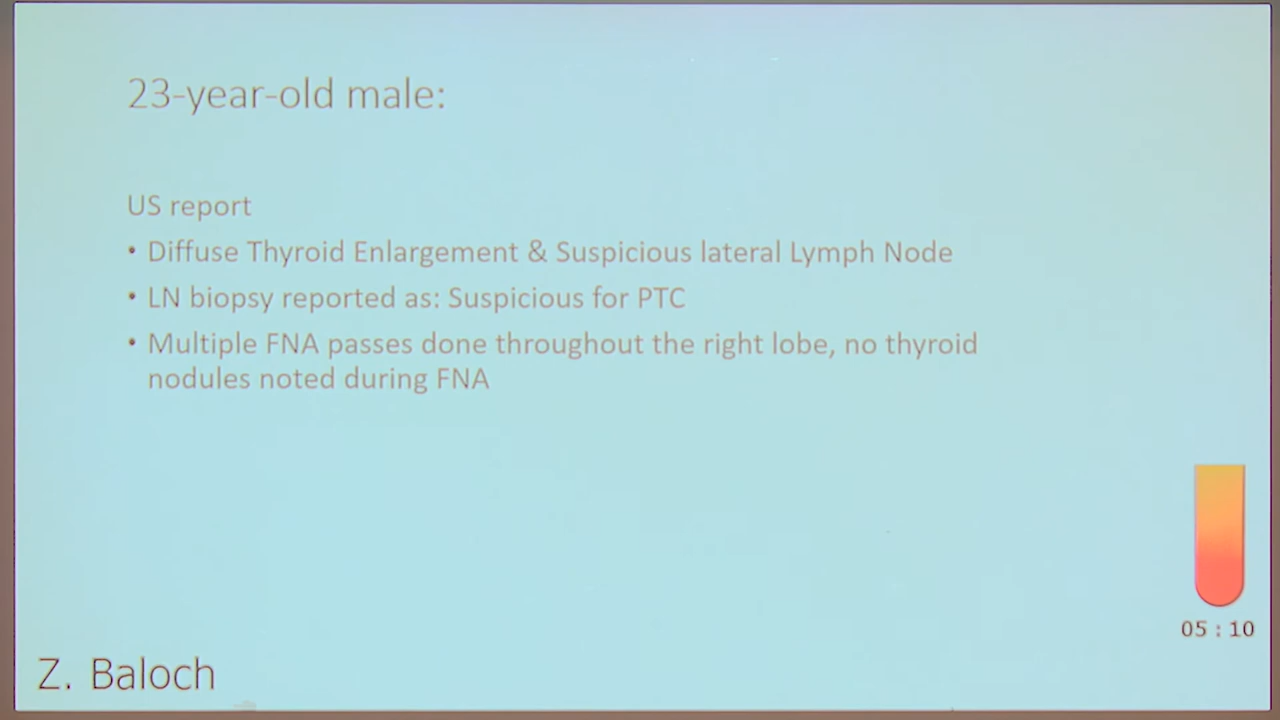 23-year-old male:
US report
• Diffuse Thyroid Enlargement & Suspicious lateral Lymph Node
• LN biopsy reported as: Suspicious for PTC
• Multiple FNA passes done throughout the right lobe, no thyroid
nodules noted during FNA
05 : 10
Z. Baloch